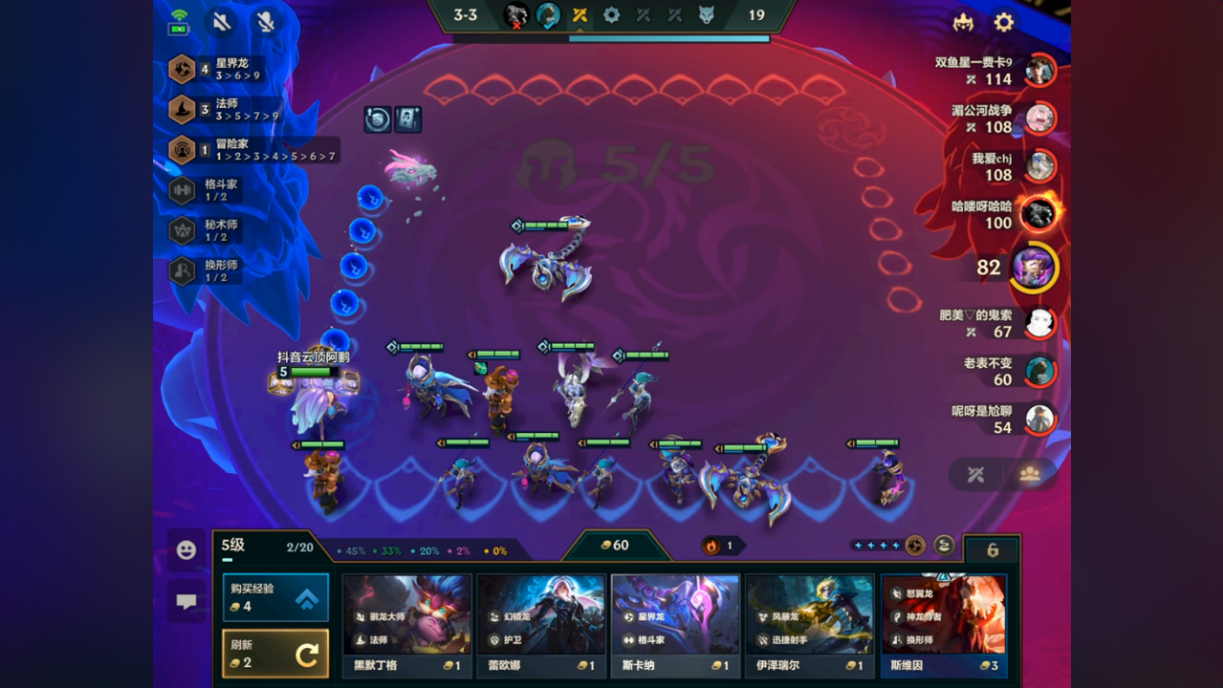 3-3
19
4
星界龙
3 > 6 > 9
3
法师
3 > 5 > 7 > 9
1
冒险家
1 > 2 > 3 > 4 > 5 > 6 > 7
格斗家
1 / 2
秘术师
1 / 2
换形师
1 / 2
5/5
双鱼星一费卡9
114
湄公河战争
108
我爱chj
108
哈喽呀哈哈
100
82
肥美♡的鬼索
67
老表不变
60
呢呀是尬聊
54
抖音云顶阿鹏
5
5级
2/20
45%
33%
20%
2%
0%
60
1
购买经验
4
刷新
2
驯龙大师
法师
黑默丁格
1
幻镜龙
护卫
蕾欧娜
1
星界龙
格斗家
斯卡纳
1
风暴龙
迅捷射手
伊泽瑞尔
1
怒翼龙
神龙尊者
换形师
斯维因
3